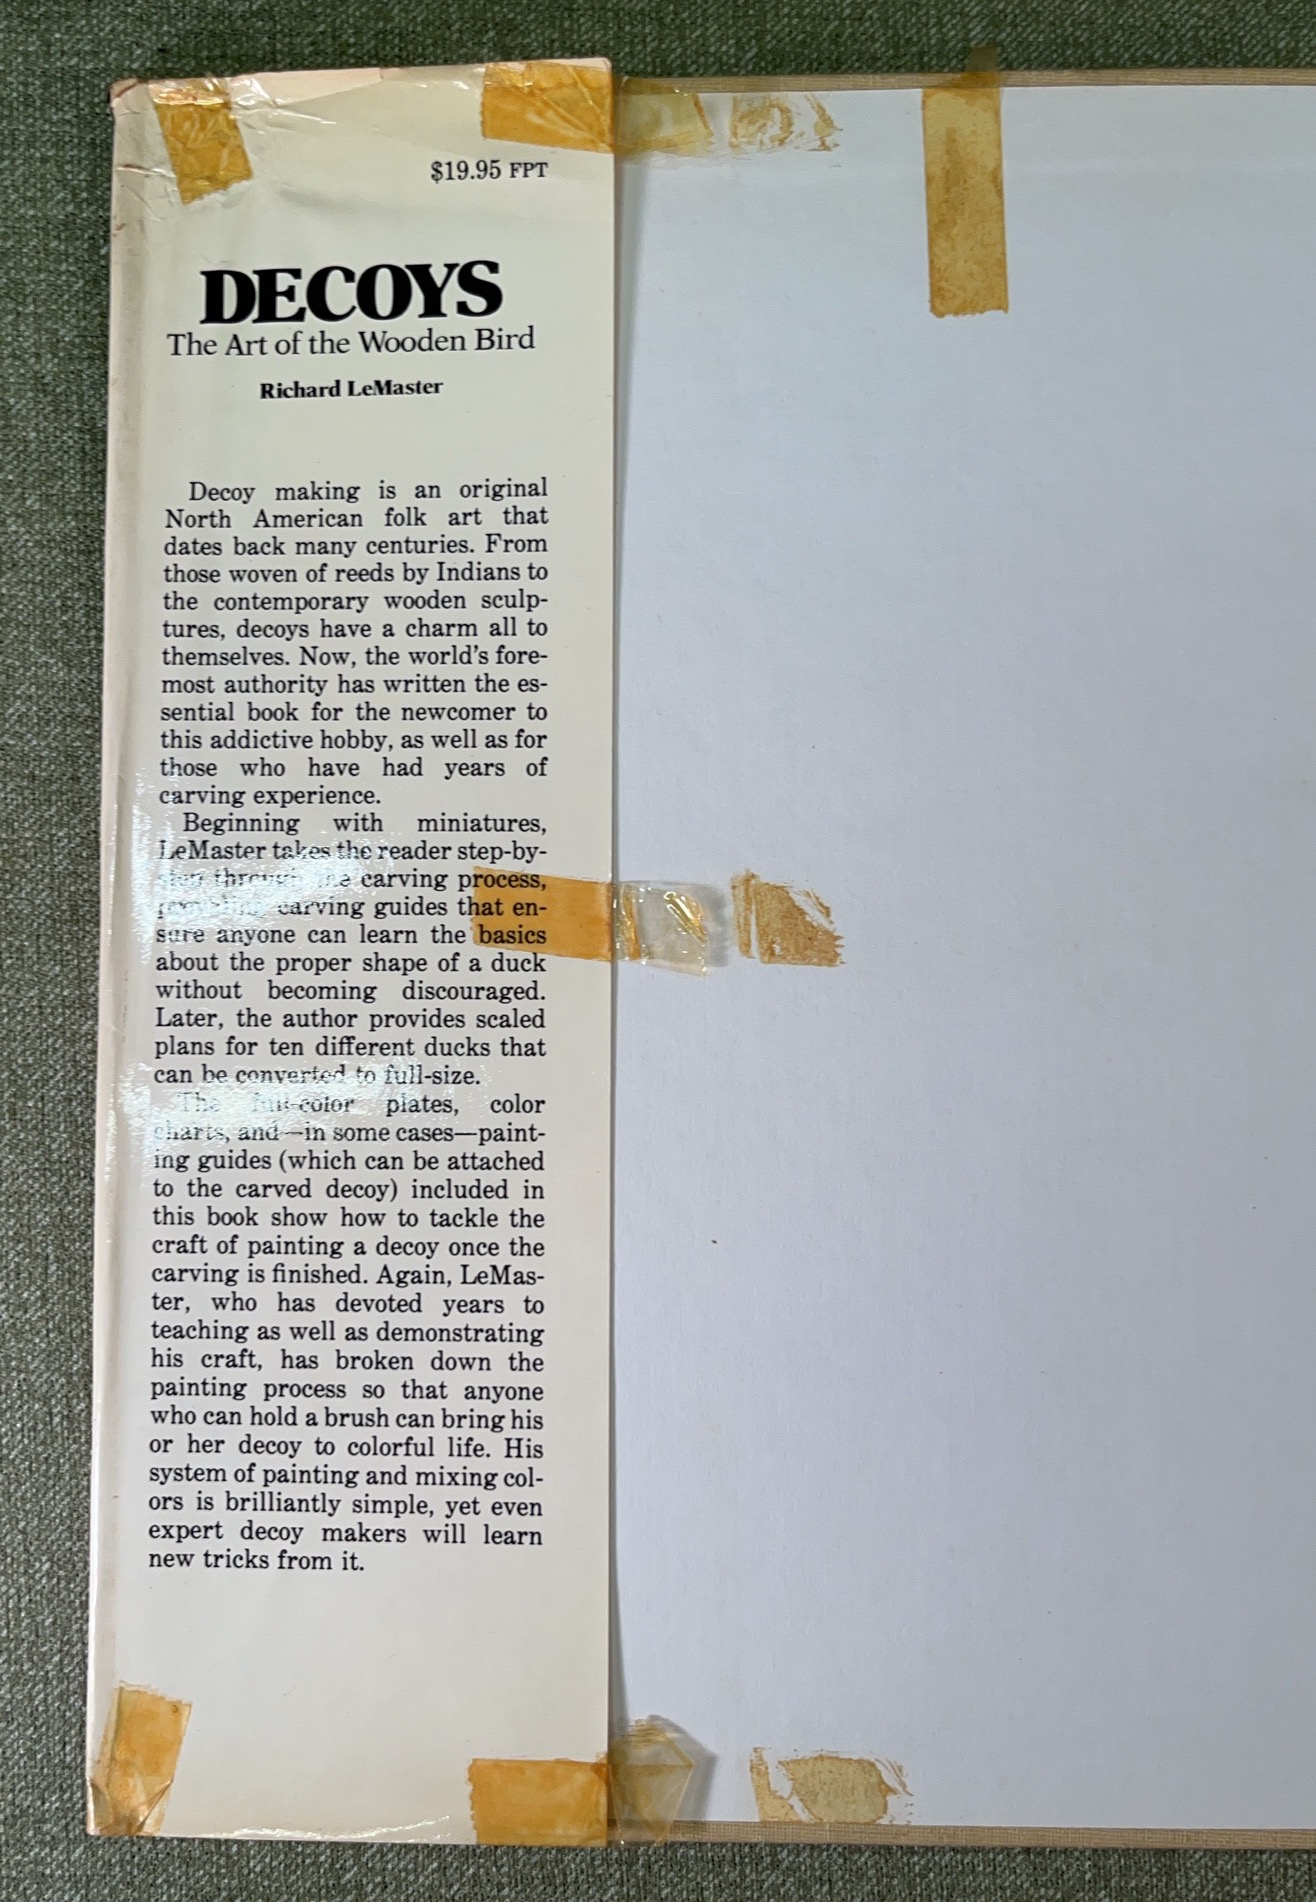 $19.95 FPT
DECOYS
The Art of the Wooden Bird
Richard LeMaster
Decoy making is an original
North American folk art that
dates back many centuries. From
those woven of reeds by Indians to
the contemporary wooden sculp-
tures, decoys have a charm all to
themselves. Now, the world's fore-
most authority has written the es-
sential book for the newcomer to
this addictive hobby, as well as for
those who have had years of
carving experience.
Beginning with miniatures,
LeMaster takes the reader step-by-
step through the carving process,
carving guides that en-
sure anyone can learn the basics
about the proper shape of a duck
without becoming discouraged.
Later, the author provides scaled
plans for ten different ducks that
can be converted to full-size.
The full-color plates, color
charts, and—in some cases—paint-
ing guides (which can be attached
to the carved decoy) included in
this book show how to tackle the
craft of painting a decoy once the
carving is finished. Again, LeMas-
ter, who has devoted years to
teaching as well as demonstrating
his craft, has broken down the
painting process so that anyone
who can hold a brush can bring his
or her decoy to colorful life. His
system of painting and mixing col-
ors is brilliantly simple, yet even
expert decoy makers will learn
new tricks from it.